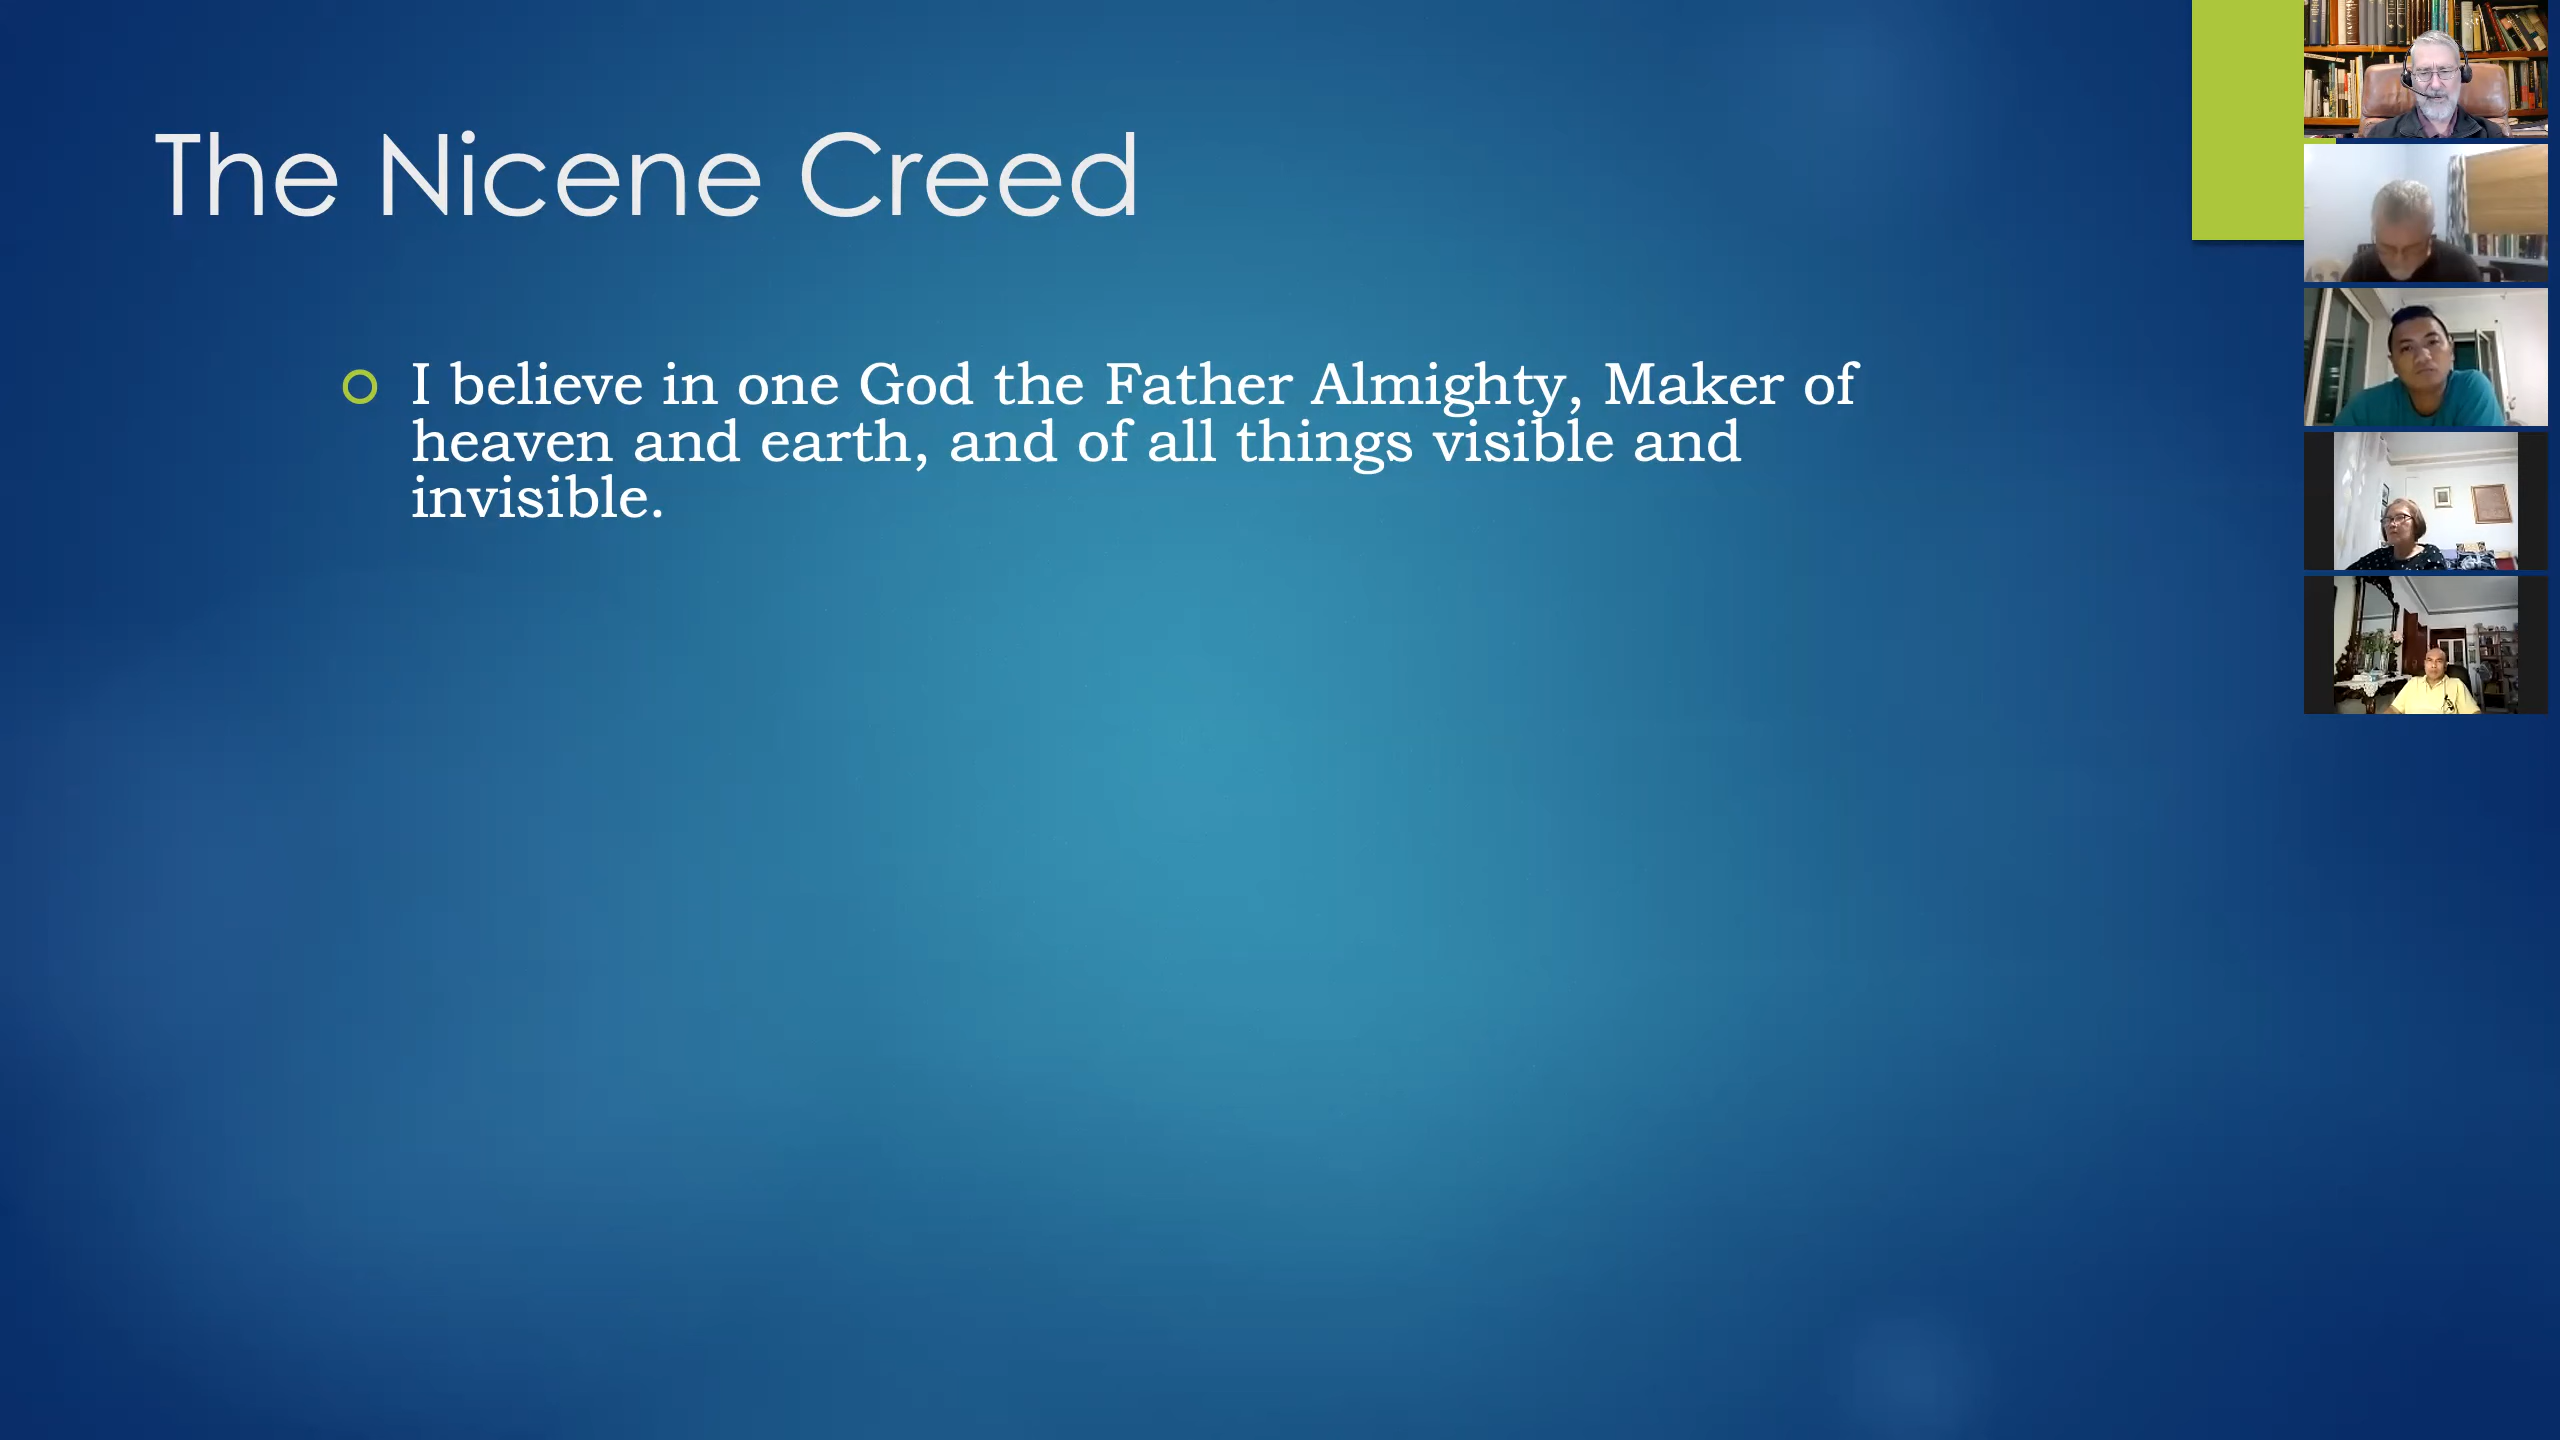 The Nicene Creed
I believe in one God the Father Almighty, Maker of
heaven and earth, and of all things visible and
invisible.